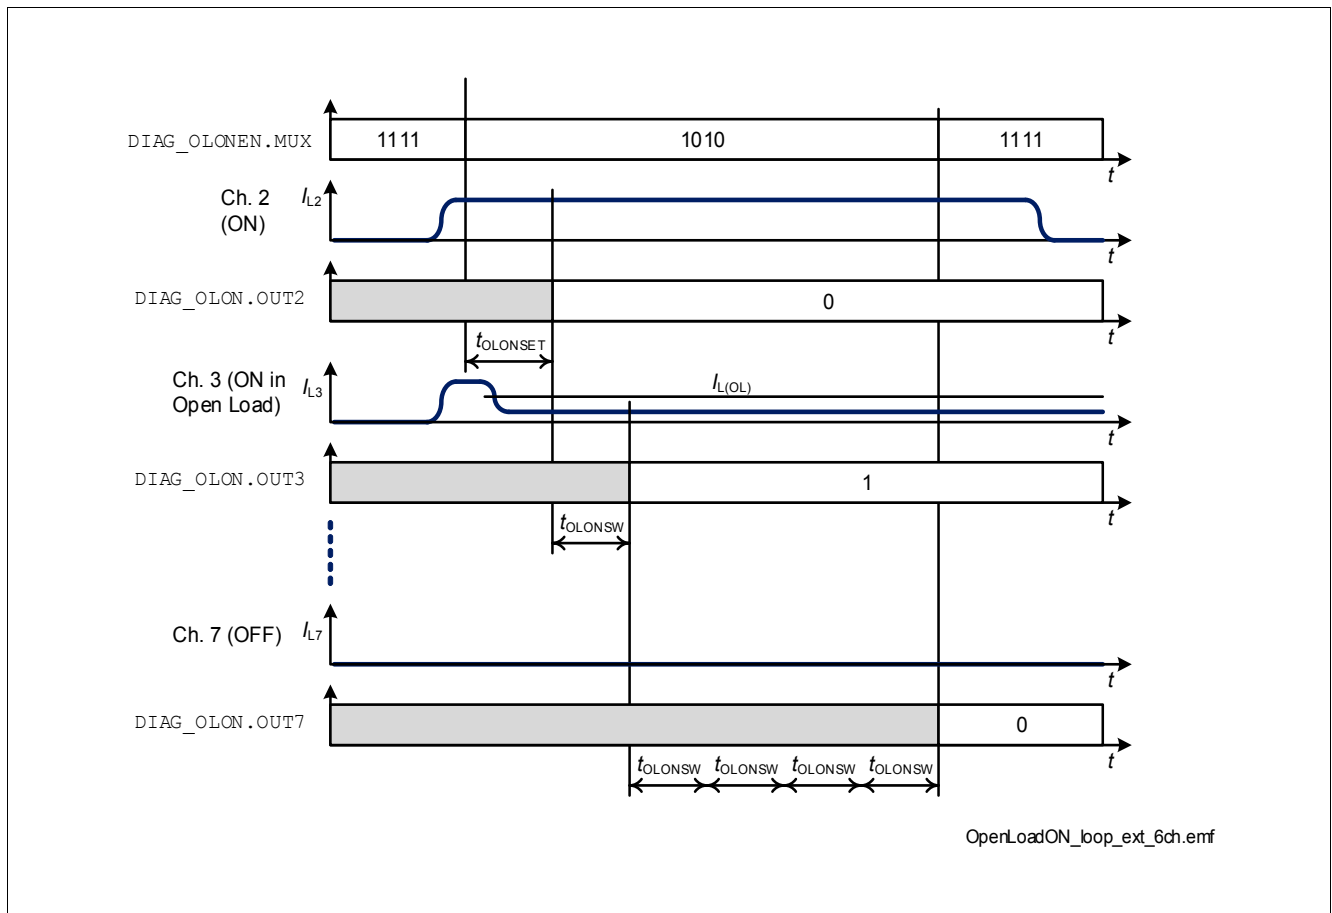 DIAG_OLONEN.MUX
1111
1010
1111
t
Ch. 2
(ON)
IL2
t
DIAG_OLON.OUT2
0
t
tOLONSET
Ch. 3 (ON in
Open Load)
IL3
IL(OL)
t
DIAG_OLON.OUT3
1
t
tOLONSW
Ch. 7 (OFF)
IL7
t
DIAG_OLON.OUT7
0
t
tOLONSW tOLONSW tOLONSW tOLONSW
OpenLoadON_loop_ext_6ch.emf